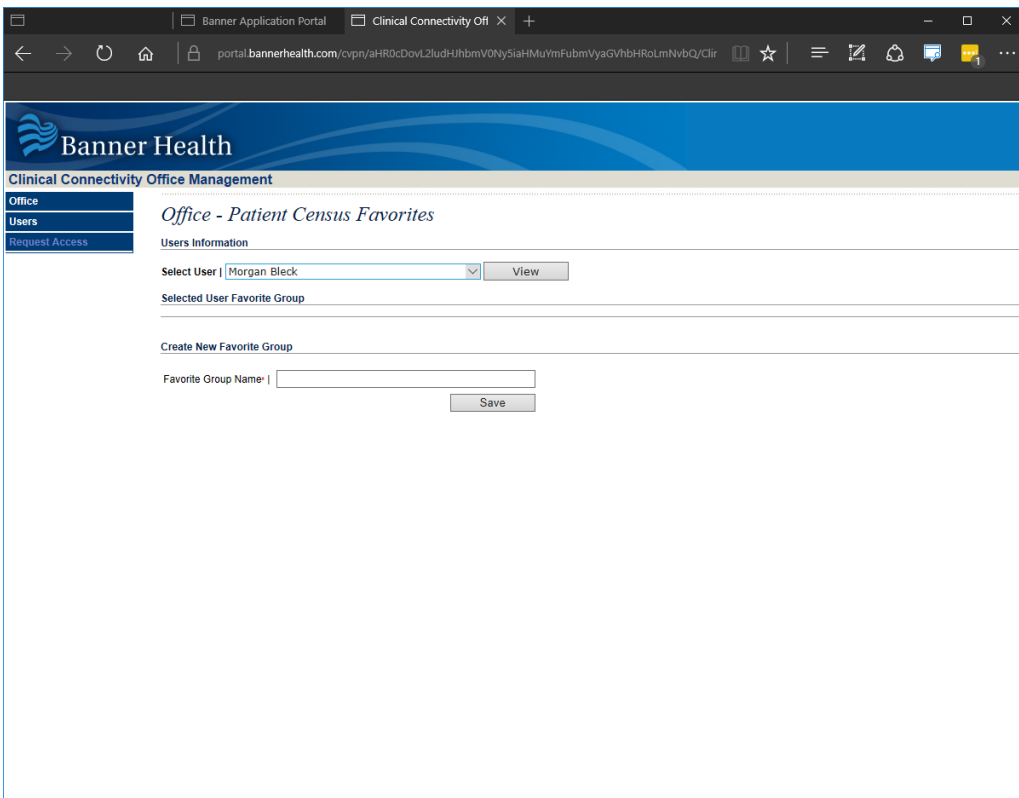 Banner Application Portal
Clinical Connectivity Off
portal.bannerhealth.com/cvpn/aHR0cDovL2ludHJhbmV0Ny5iaHMuYmFubmVyaGVhbHRoLmNvbQ/Clir
1
Banner Health
Clinical Connectivity Office Management
Office
Users
Request Access
Office - Patient Census Favorites
Users Information
Select User | Morgan Bleck
View
Selected User Favorite Group
Create New Favorite Group
Favorite Group Name* |
Save